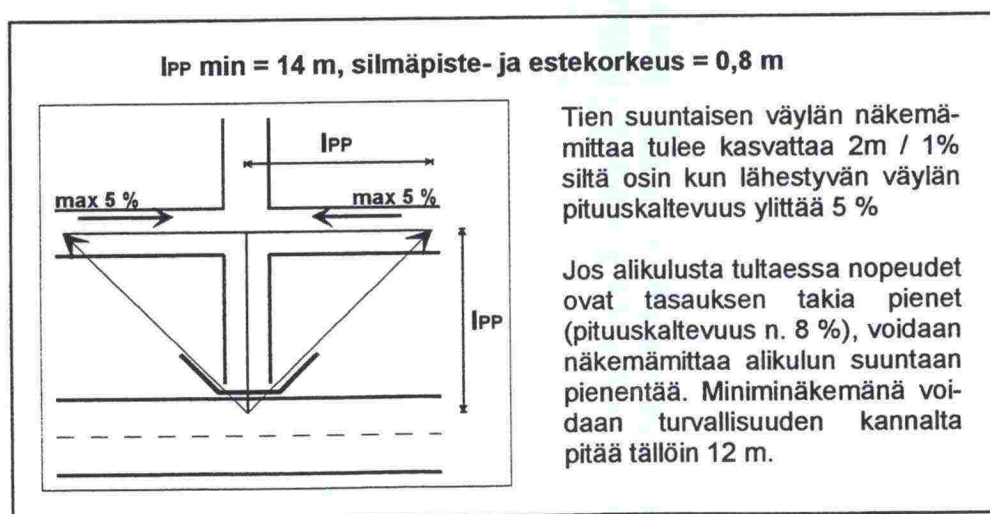 lPP min = 14 m, silmäpiste- ja estekorkeus = 0,8 m
lPP
max 5 %
max 5 %
lPP
Tien suuntaisen väylän näkemä-
mittaa tulee kasvattaa 2m / 1%
siltä osin kun lähestyvän väylän
pituuskaltevuus ylittää 5 %
Jos alikulusta tultaessa nopeudet
ovat tasauksen takia pienet
(pituuskaltevuus n. 8 %), voidaan
näkemämittaa alikulun suuntaan
pienentää. Miniminäkemänä voi-
daan turvallisuuden kannalta
pitää tällöin 12 m.